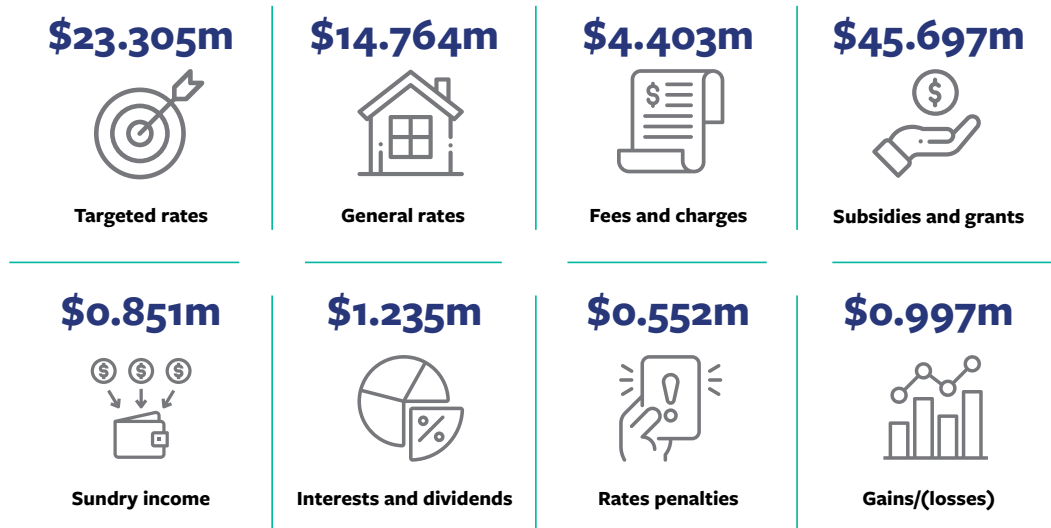 $23.305m
$14.764m
$4.403m
$45.697m
$
$
Targeted rates
General rates
Fees and charges
Subsidies and grants
$0.851m
$1.235m
$0.552m
$0.997m
$ $ $
%
!
Sundry income
Interests and dividends
Rates penalties
Gains/(losses)